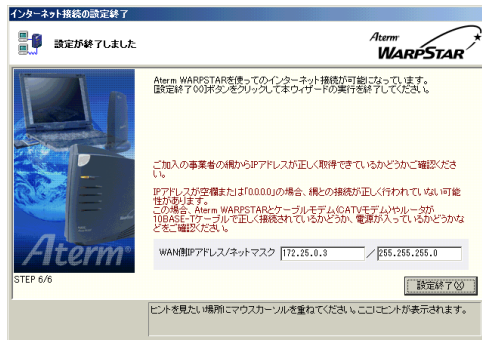 インターネット接続の設定終了
設定が終了しました
Aterm
WARPSTAR
Aterm WARPSTARを使ってのインターネット接続が可能になっています。
[設定終了(X)]ボタンをクリックして本ウィザードの実行を終了してください。
ご加入の事業者の網からIPアドレスが正しく取得できているかどうかご確認くださ
い。
IPアドレスが空欄または「0.0.0.0」の場合、網との接続が正しく行われていない可能
性があります。
この場合、Aterm WARPSTARとケーブルモデム(CATVモデム)やルータが
10BASE-Tケーブルで正しく接続されているかどうか、電源が入っているかどうかな
どをご確認ください。
WAN側IPアドレス/ネットマスク 172.25.0.3 / 255.255.255.0
Aterm®
STEP 6/6
設定終了(X)
ヒントを見たい場所にマウスカーソルを重ねてください。ここにヒントが表示されます。